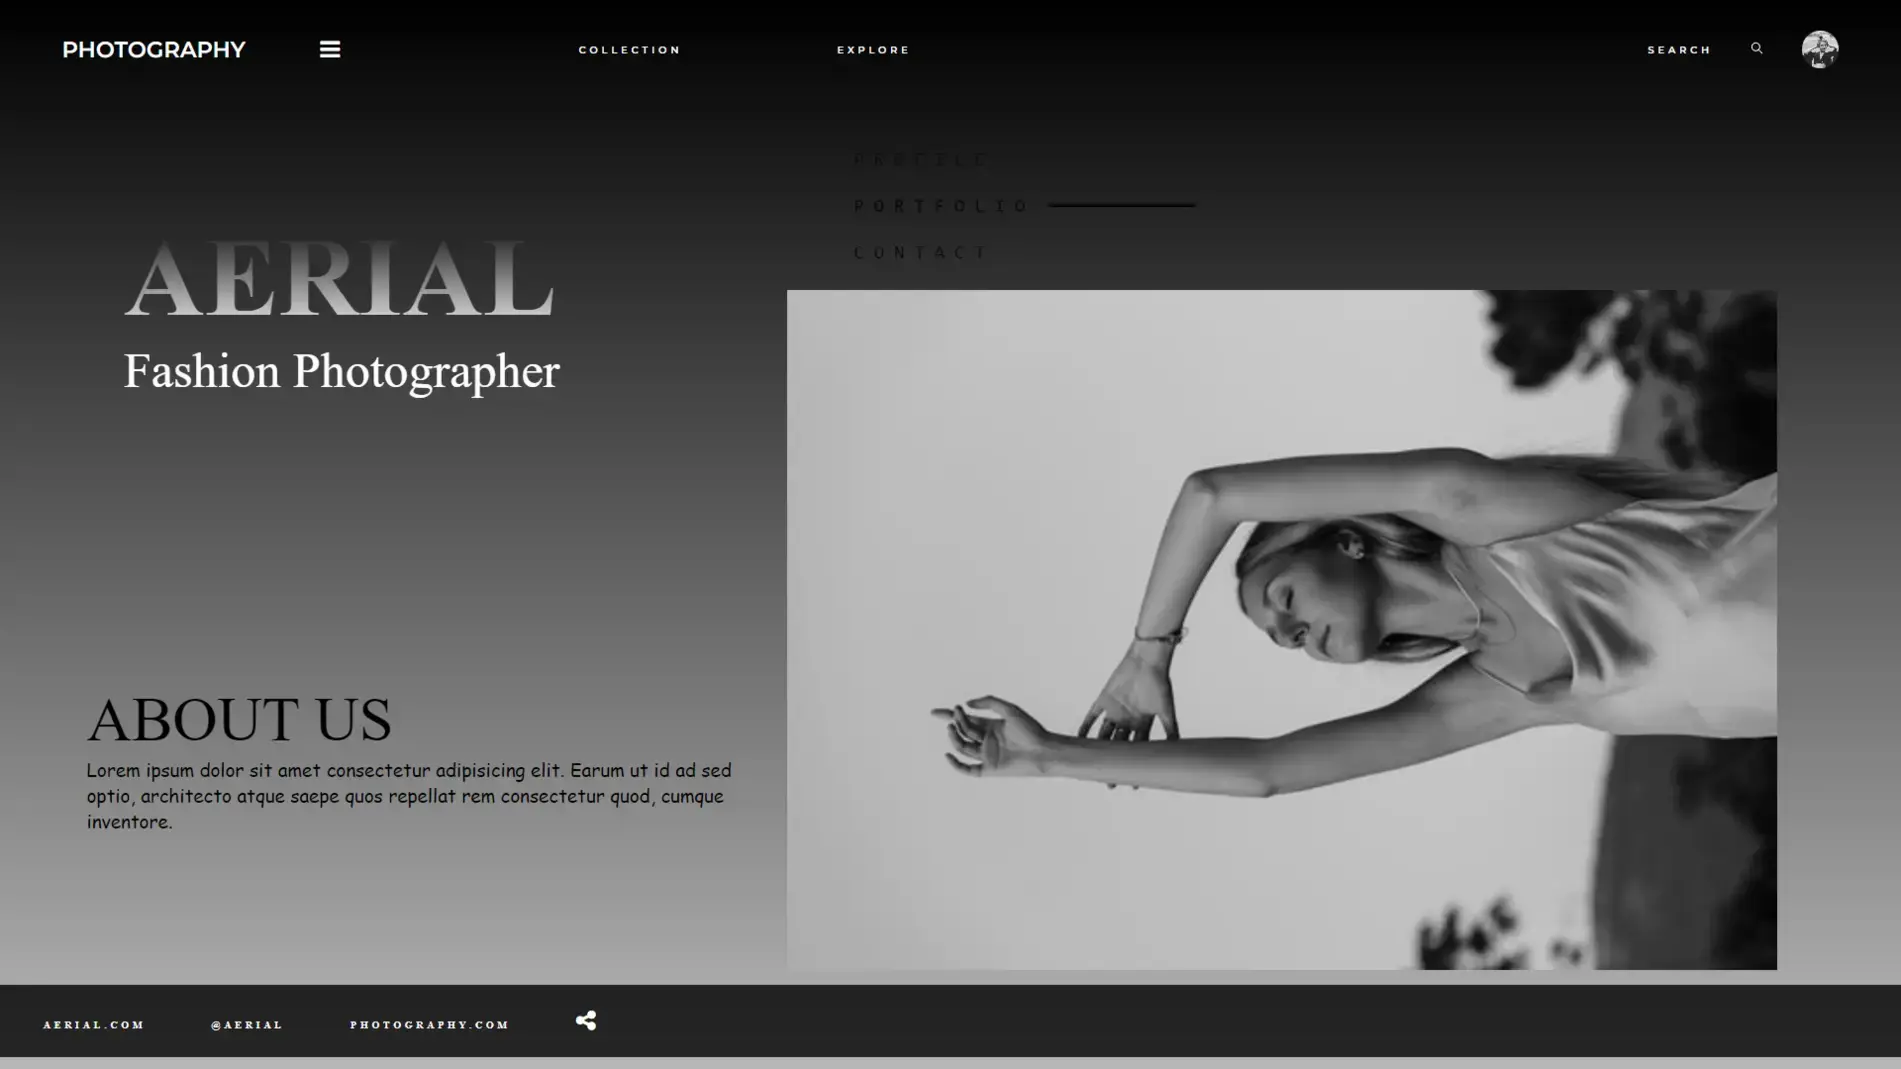 PHOTOGRAPHY
COLLECTION
EXPLORE
SEARCH
PROFILE
PORTFOLIO
CONTACT
AERIAL
Fashion Photographer
ABOUT US
Lorem ipsum dolor sit amet consectetur adipisicing elit. Earum ut id ad sed
optio, architecto atque saepe quos repellat rem consectetur quod, cumque
inventore.
AERIAL.COM
@AERIAL
PHOTOGRAPHY.COM